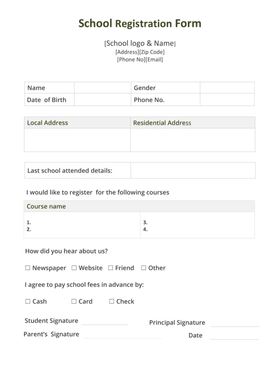 School Registration Form
[School logo & Name]
[Address][Zip Code]
[Phone No][Email]
Name Gender
Date of Birth Phone No.
Local Address Residential Address
Last school attended details:
I would like to register for the following courses
Course name
1. 3.
2. 4.
How did you hear about us?
☐ Newspaper ☐ Website ☐ Friend ☐ Other
I agree to pay school fees in advance by:
☐ Cash ☐ Card ☐ Check
Student Signature Principal Signature
Parent's Signature Date